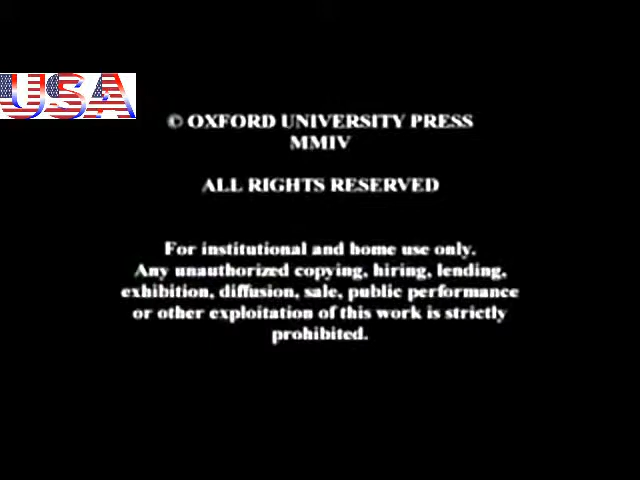 USA
© OXFORD UNIVERSITY PRESS
MMIV
ALL RIGHTS RESERVED
For institutional and home use only.
Any unauthorized copying, hiring, lending,
exhibition, diffusion, sale, public performance
or other exploitation of this work is strictly
prohibited.